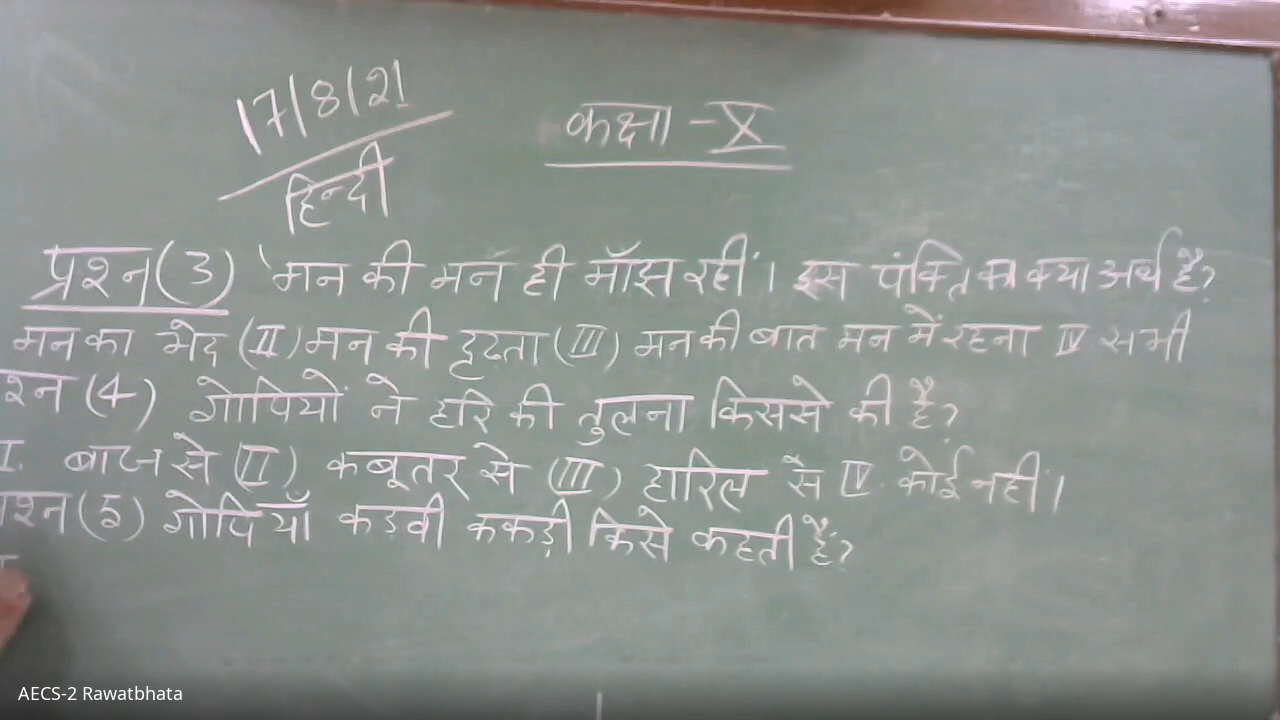 17/8/21
हिन्दी
कक्षा - X
प्रश्न (3) 'मन की मन ही माँझ रही। इस पंक्ति का क्या अर्थ है?
मन का भेद (II) मन की दृढ़ता (III) मन की बात मन में रहना IV सभी
श्न (4) गोपियों ने हरि की तुलना किससे की है?
I. बाज से (II) कबूतर से (III) हारिल से IV. कोई नहीं।
प्रश्न (5) गोपियाँ कड़वी ककड़ी किसे कहती हैं?
AECS-2 Rawatbhata